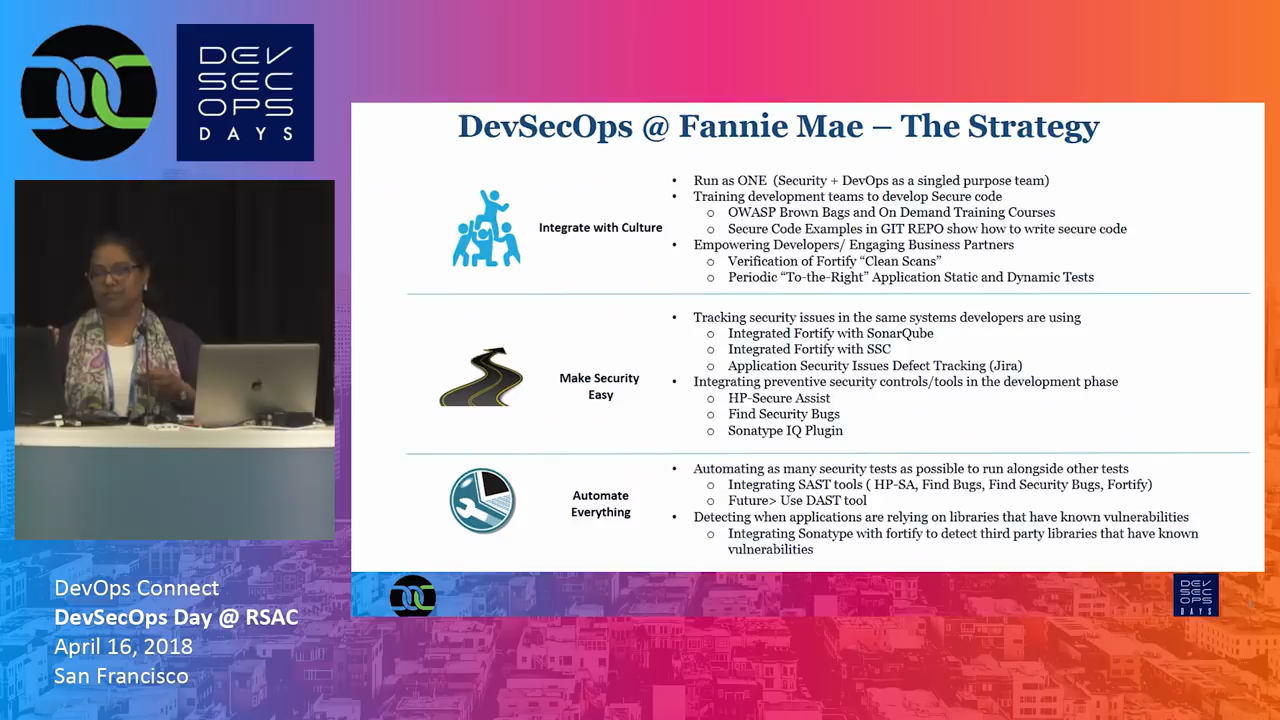 DEV
SEC
OPS
DAYS
DevSecOps @ Fannie Mae – The Strategy
Integrate with Culture
• Run as ONE (Security + DevOps as a singled purpose team)
• Training development teams to develop Secure code
o OWASP Brown Bags and On Demand Training Courses
o Secure Code Examples in GIT REPO show how to write secure code
• Empowering Developers/ Engaging Business Partners
o Verification of Fortify “Clean Scans”
o Periodic “To-the-Right” Application Static and Dynamic Tests
Make Security
Easy
• Tracking security issues in the same systems developers are using
o Integrated Fortify with SonarQube
o Integrated Fortify with SSC
o Application Security Issues Defect Tracking (Jira)
• Integrating preventive security controls/tools in the development phase
o HP-Secure Assist
o Find Security Bugs
o Sonatype IQ Plugin
Automate
Everything
• Automating as many security tests as possible to run alongside other tests
o Integrating SAST tools ( HP-SA, Find Bugs, Find Security Bugs, Fortify)
o Future> Use DAST tool
• Detecting when applications are relying on libraries that have known vulnerabilities
o Integrating Sonatype with fortify to detect third party libraries that have known
vulnerabilities
DevOps Connect
DevSecOps Day @ RSAC
April 16, 2018
San Francisco
DEV
SEC
OPS
DAYS